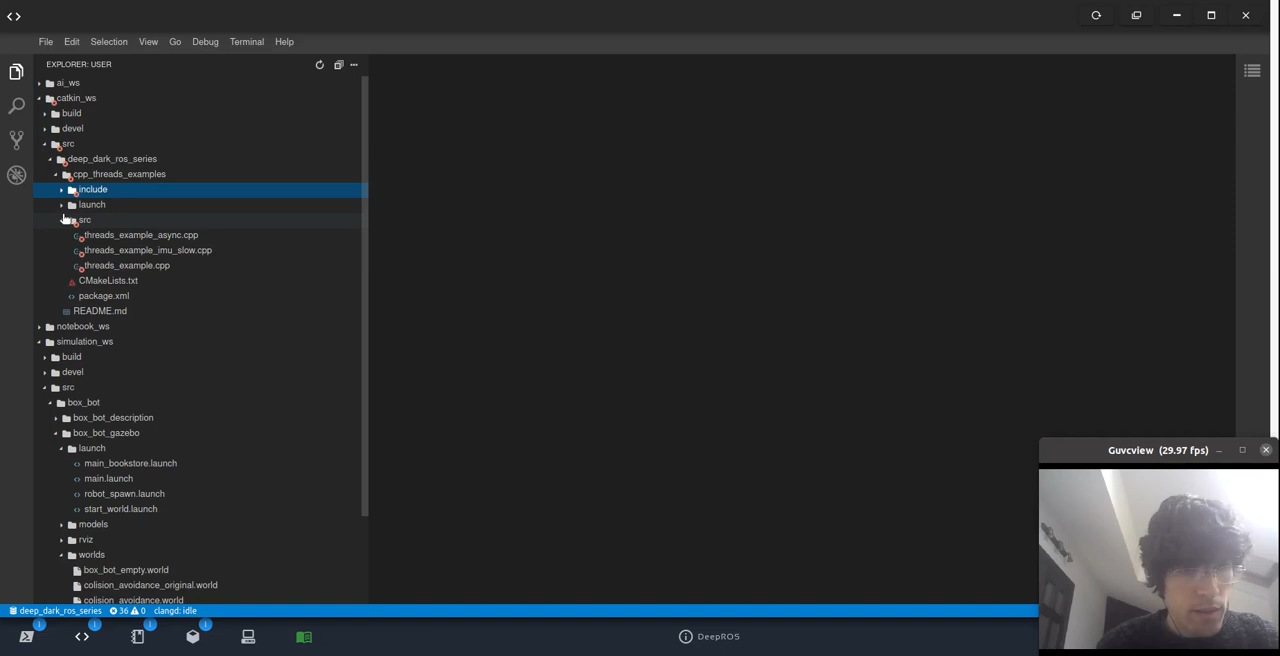 File Edit Selection View Go Debug Terminal Help
EXPLORER: USER
ai_ws
catkin_ws
build
devel
src
deep_dark_ros_series
cpp_threads_examples
include
launch
src
threads_example_async.cpp
threads_example_imu_slow.cpp
threads_example.cpp
CMakeLists.txt
package.xml
README.md
notebook_ws
simulation_ws
build
devel
src
box_bot
box_bot_description
box_bot_gazebo
launch
main_bookstore.launch
main.launch
robot_spawn.launch
start_world.launch
models
rviz
worlds
box_bot_empty.world
colision_avoidance_original.world
colision_avoidance.world
Guvcview (29.97 fps)
deep_dark_ros_series 36 0 clangd: idle
DeepROS